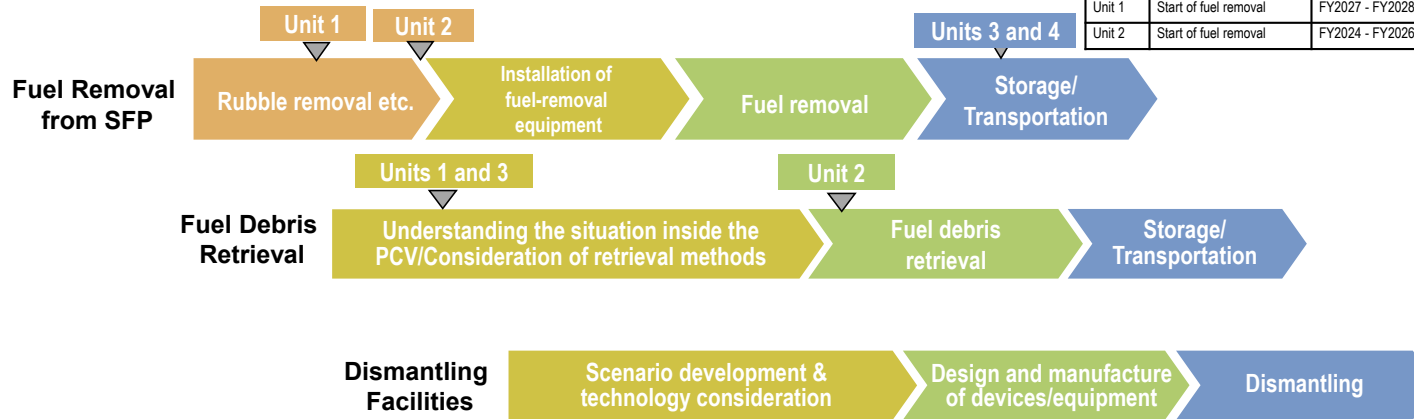 Unit 1 Start of fuel removal FY2027 - FY2028
Unit 2 Start of fuel removal FY2024 - FY2026
Unit 1
Unit 2
Units 3 and 4
Fuel Removal
from SFP
Rubble removal etc.
Installation of
fuel-removal
equipment
Fuel removal
Storage/
Transportation
Units 1 and 3
Unit 2
Fuel Debris
Retrieval
Understanding the situation inside the
PCV/Consideration of retrieval methods
Fuel debris
retrieval
Storage/
Transportation
Dismantling
Facilities
Scenario development &
technology consideration
Design and manufacture
of devices/equipment
Dismantling